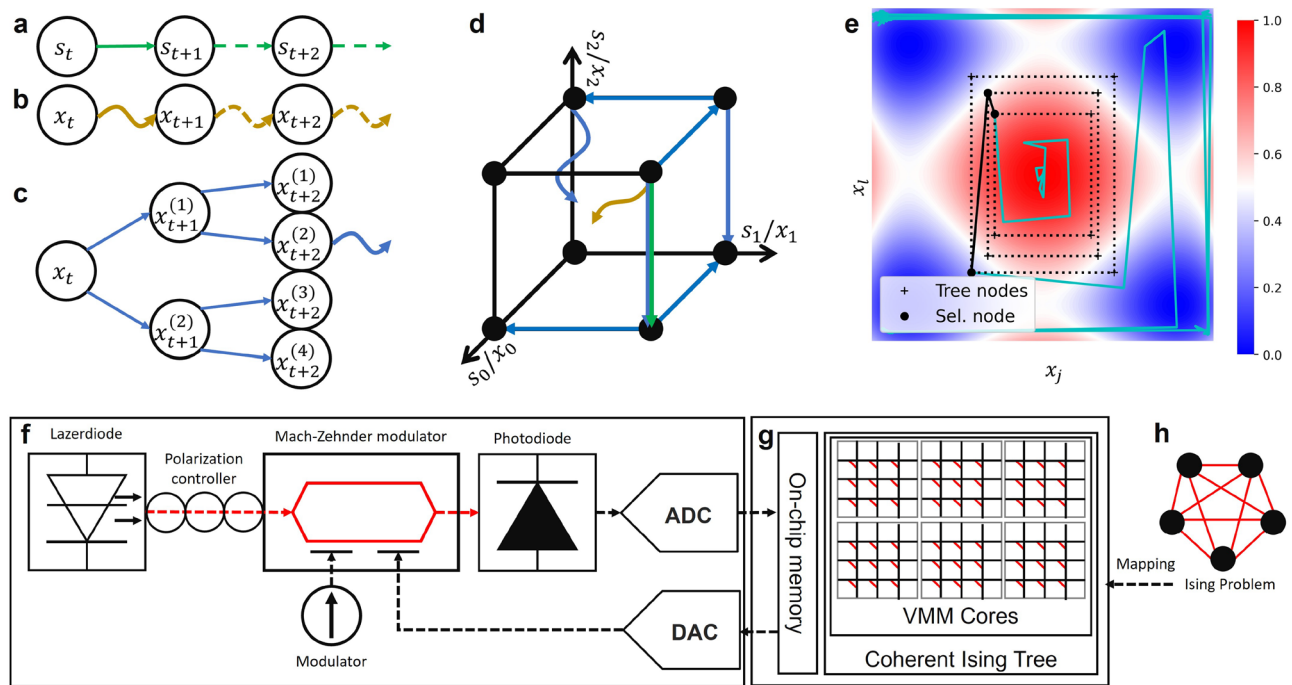 a
s_t
s_{t+1}
s_{t+2}
b
x_t
x_{t+1}
x_{t+2}
c
x_t
x_{t+1}^{(1)}
x_{t+1}^{(2)}
x_{t+2}^{(1)}
x_{t+2}^{(2)}
x_{t+2}^{(3)}
x_{t+2}^{(4)}
d
s_2/x_2
s_1/x_1
s_0/x_0
e
x_l
Tree nodes
Sel. node
x_j
1.0
0.8
0.6
0.4
0.2
0.0
f
Lazerdiode
Polarization
controller
Mach-Zehnder modulator
Photodiode
ADC
DAC
Modulator
g
On-chip memory
VMM Cores
Coherent Ising Tree
h
Mapping
Ising Problem